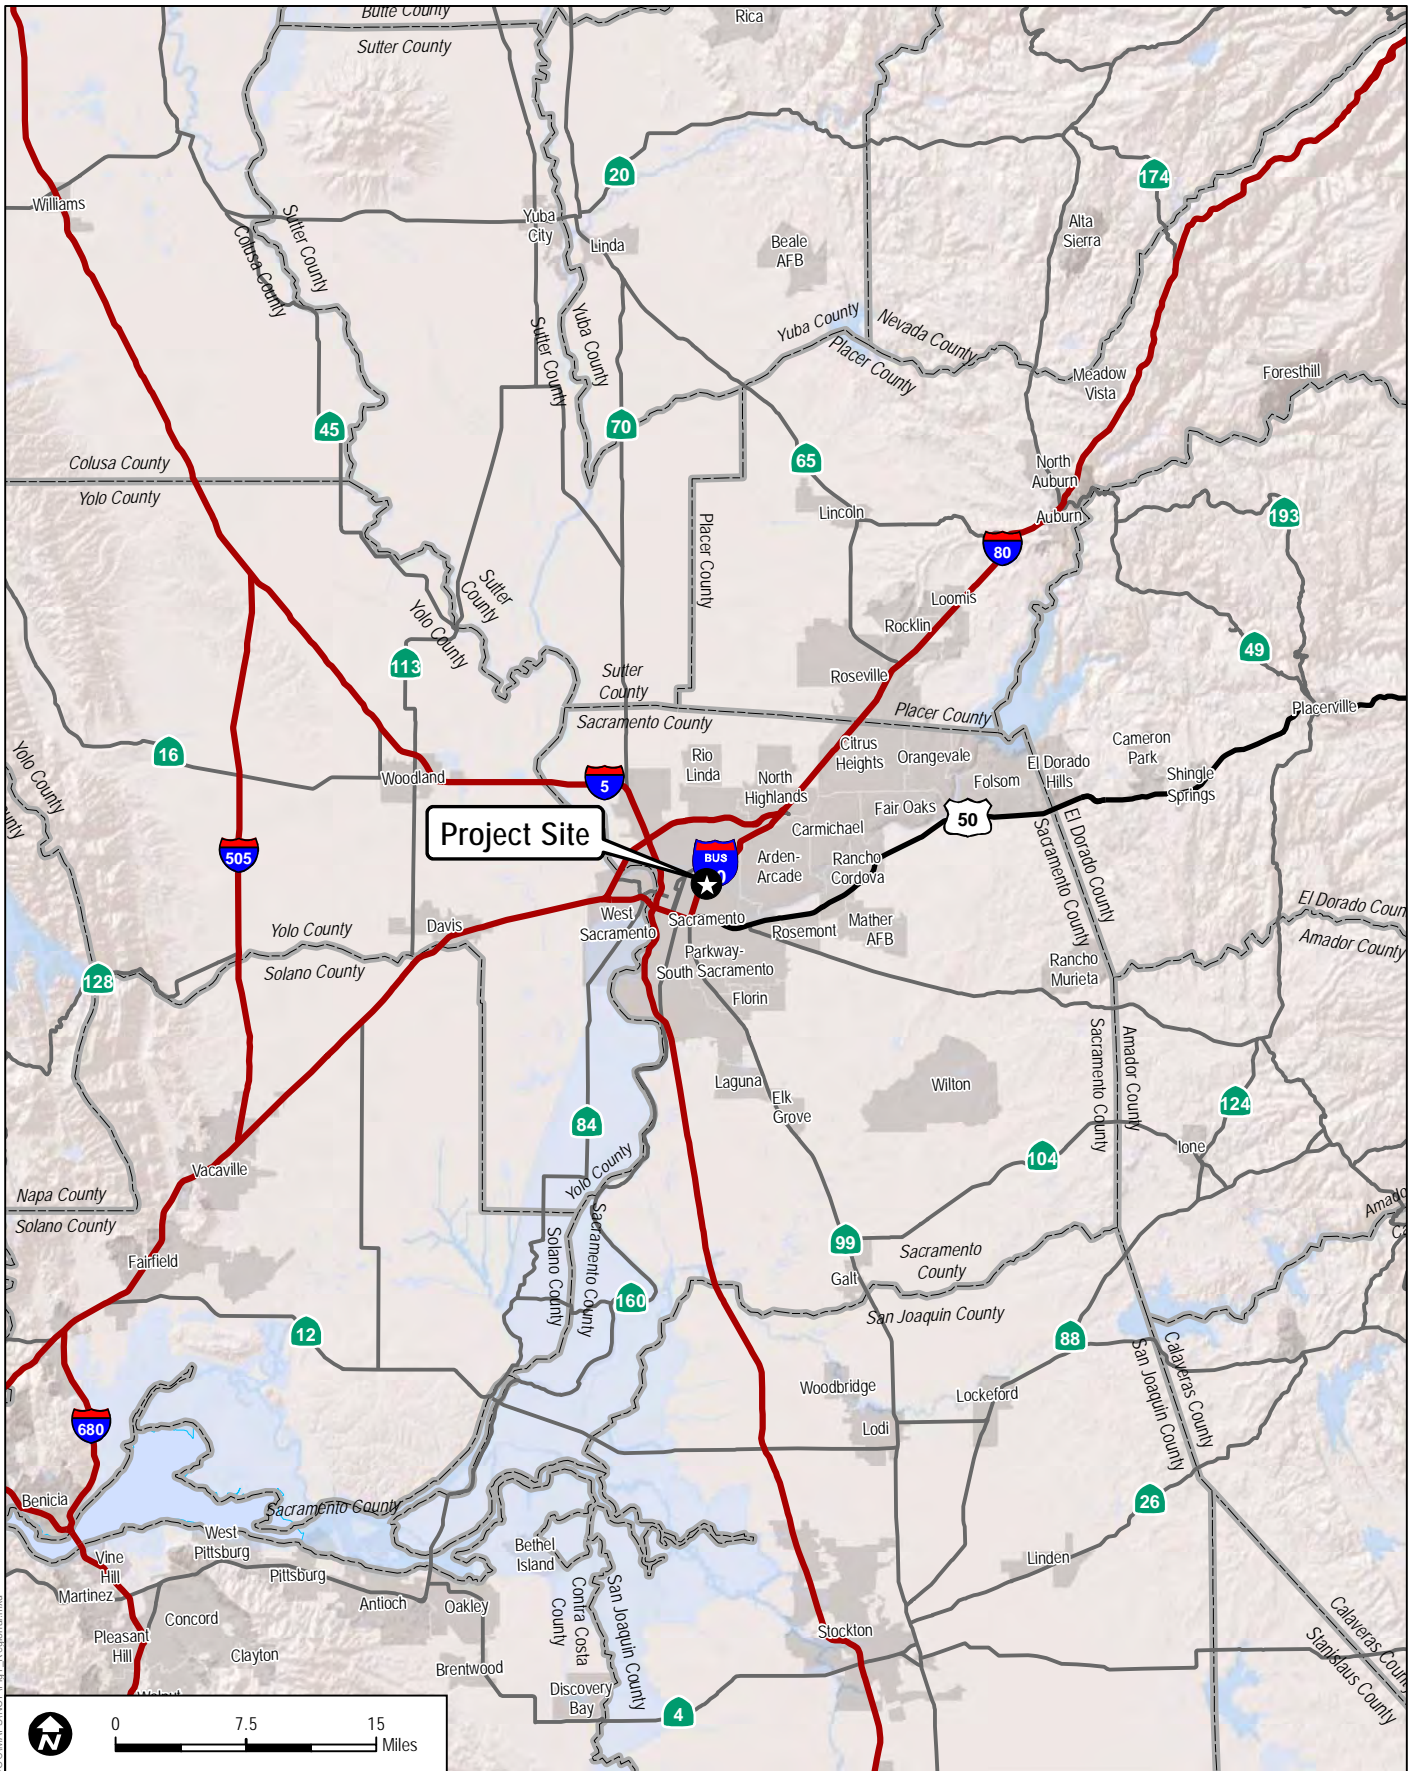 Butte County
Sutter County
Rica
20
174
Williams
Sutter County
Colusa County
Yuba
City
Linda
Beale
AFB
Alta
Sierra
Yuba County
Sutter County
Yuba County
Placer County
Nevada County
Meadow
Vista
Foresthill
45
70
65
Colusa County
Yolo County
North
Auburn
Auburn
Lincoln
193
Placer County
80
Loomis
Rocklin
Sutter
County
Yolo County
113
49
Sutter
County
Sacramento County
Roseville
Placer County
Placerville
16
Yolo County
Woodland
5
Rio
Linda
North
Highlands
Citrus
Heights
Orangevale
Folsom
El Dorado
Hills
Cameron
Park
Shingle
Springs
Project Site
505
BUS
Carmichael
Fair Oaks
50
Arden-
Arcade
Rancho
Cordova
El Dorado County
Sacramento County
Davis
West
Sacramento
Sacramento
Rosemont
Mather
AFB
El Dorado Coun
Amador County
Yolo County
Solano County
128
Parkway-
South Sacramento
Florin
Rancho
Murieta
Sacramento County
Amador County
Laguna
Elk
Grove
Wilton
124
84
104
Ione
Vacaville
Yolo County
Napa County
Solano County
Fairfield
Solano County
Sacramento County
99
Sacramento
County
Galt
San Joaquin County
160
12
88
Calaveras County
San Joaquin County
Woodbridge
Lockeford
Lodi
680
Benicia
Sacramento County
26
West
Pittsburg
Vine
Hill
Martinez
Pittsburg
Bethel
Island
Linden
Antioch
Oakley
Contra Costa
County
San Joaquin County
Concord
Pleasant
Hill
Clayton
Stockton
Calaveras County
Stanislaus County
Brentwood
Discovery
Bay
4
N
0
7.5
15
Miles